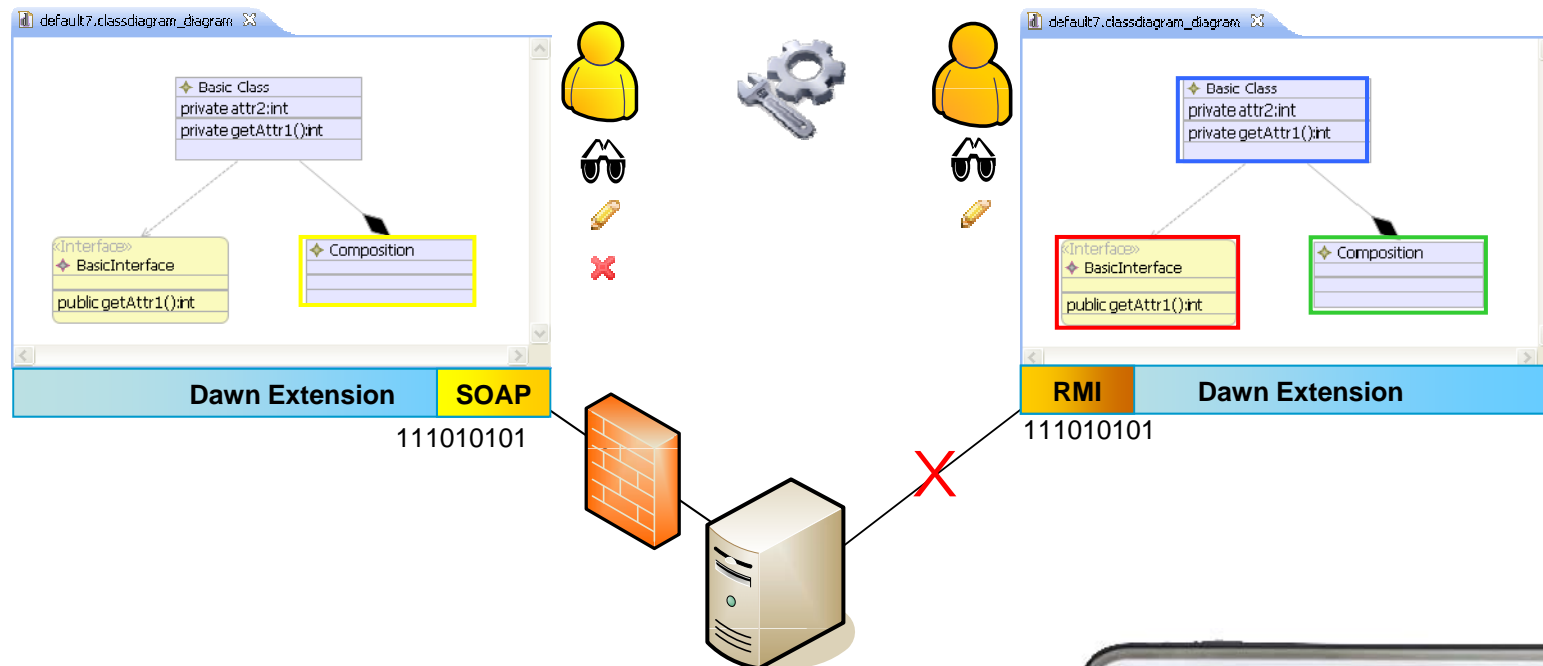 default7.classdiagram_diagram
Basic Class
private attr2:int
private getAttr1():int
«Interface»
BasicInterface
public getAttr1():int
Composition
Dawn Extension
SOAP
111010101
default7.classdiagram_diagram
Basic Class
private attr2:int
private getAttr1():int
«Interface»
BasicInterface
public getAttr1():int
Composition
RMI
Dawn Extension
111010101
X